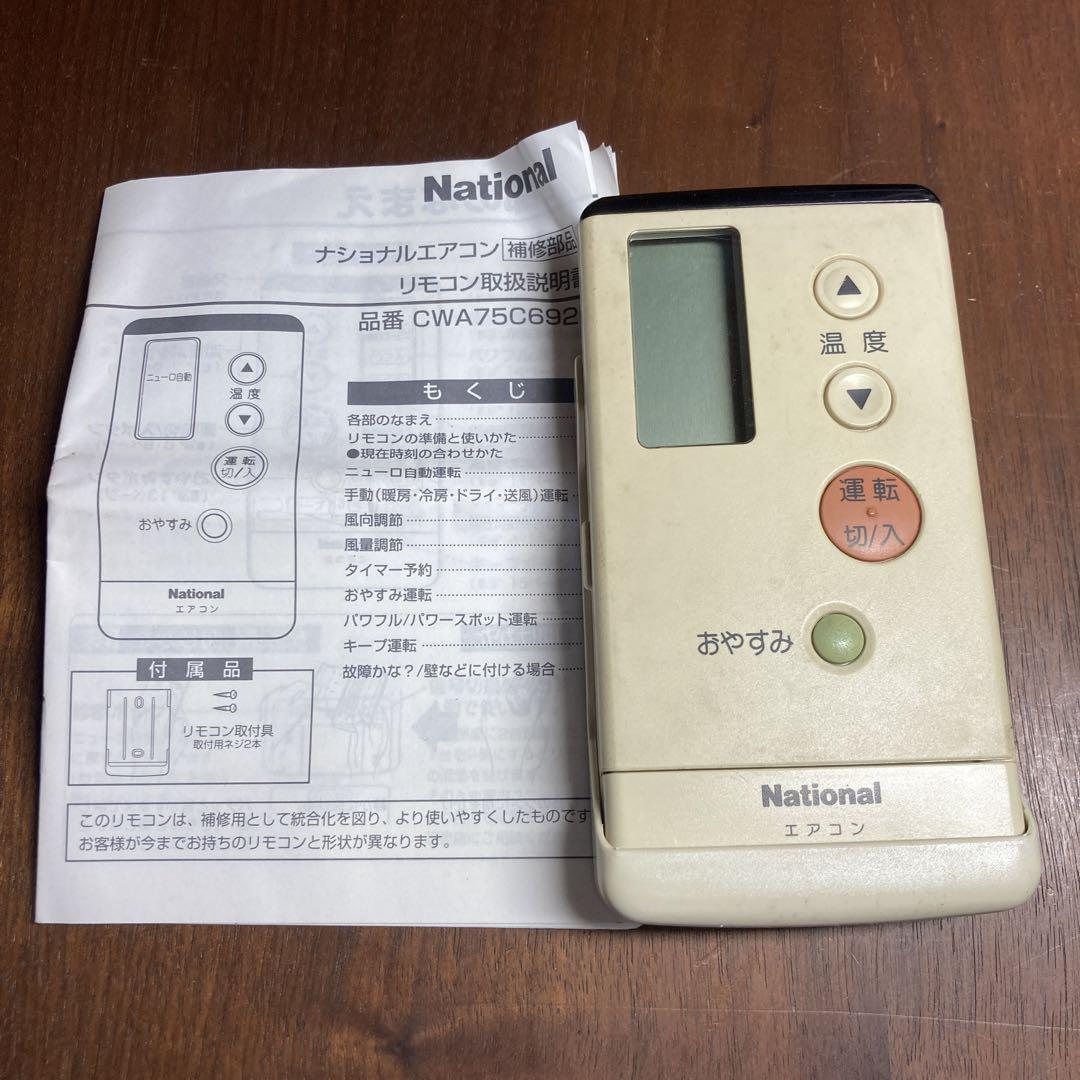 National
ナショナルエアコン 補修部品
リモコン取扱説明書
品番 CWA75C692
ニューロ自動
温度
運転
切/入
おやすみ
National
エアコン
付属品
リモコン取付具
取付用ネジ2本
もくじ
各部のなまえ
リモコンの準備と使いかた
●現在時刻の合わせかた
ニューロ自動運転
手動(暖房・冷房・ドライ・送風)運転
風向調節
風量調節
タイマー予約
おやすみ運転
パワフル/パワースポット運転
キープ運転
故障かな?/壁などに付ける場合
このリモコンは、補修用として統合化を図り、より使いやすくしたものです
お客様が今までお持ちのリモコンと形状が異なります。
温度
運転
切/入
おやすみ
National
エアコン